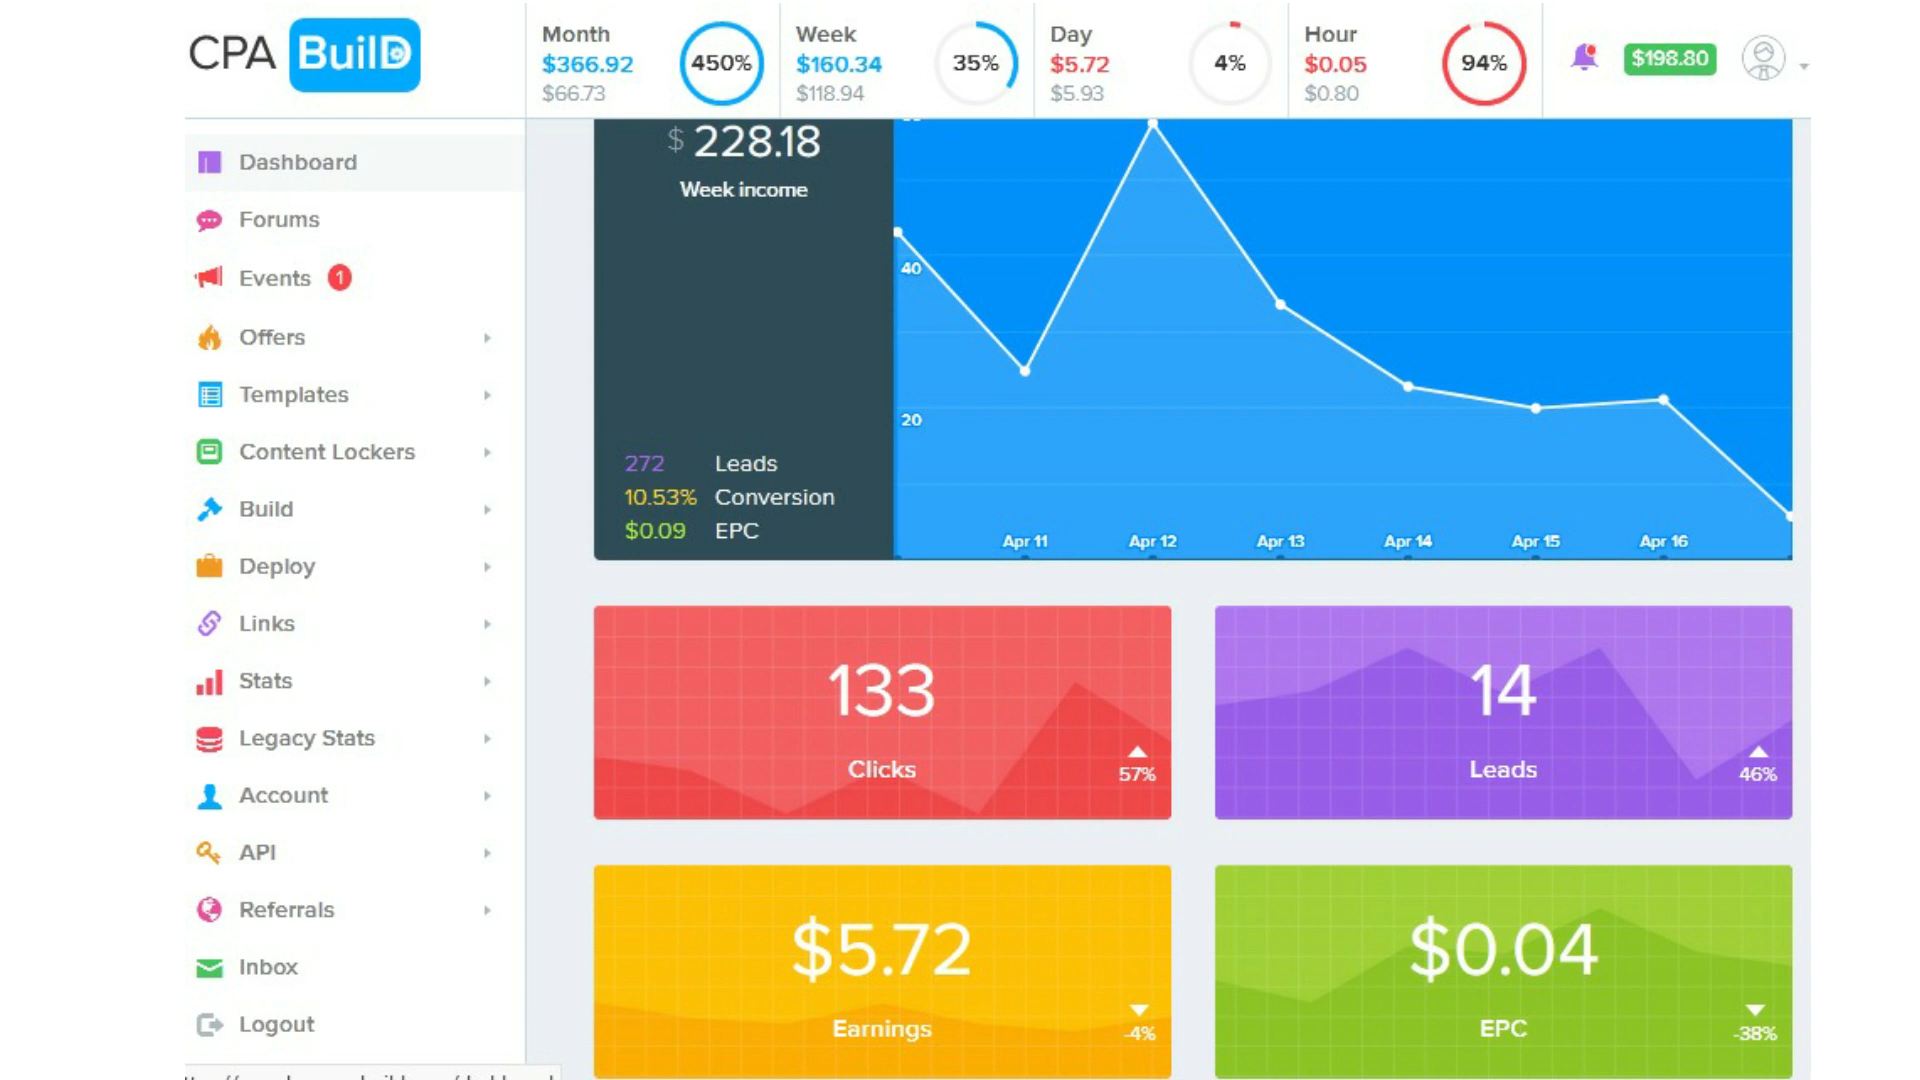 CPA BuilD
Month
$366.92
$66.73
450%
Week
$160.34
$118.94
35%
Day
$5.72
$5.93
4%
Hour
$0.05
$0.80
94%
$198.80
Dashboard
Forums
Events 1
Offers
Templates
Content Lockers
Build
Deploy
Links
Stats
Legacy Stats
Account
API
Referrals
Inbox
Logout
$ 228.18
Week income
272 Leads
10.53% Conversion
$0.09 EPC
40
20
Apr 11 Apr 12 Apr 13 Apr 14 Apr 15 Apr 16
133
Clicks
57%
14
Leads
46%
$5.72
Earnings
-4%
$0.04
EPC
-38%